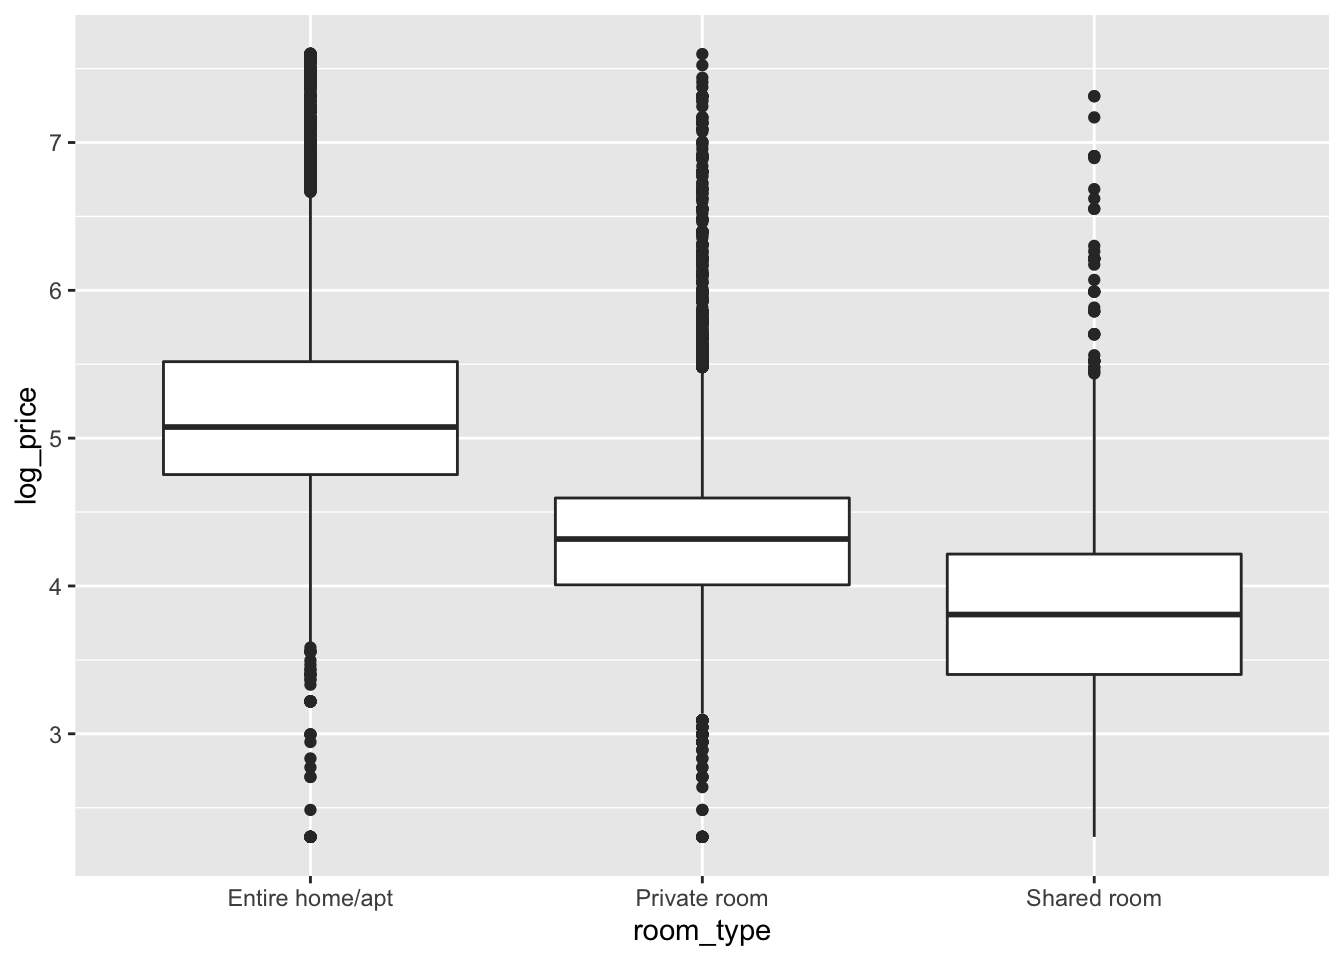 7
6
5
4
3
log_price
Entire home/apt
Private room
Shared room
room_type